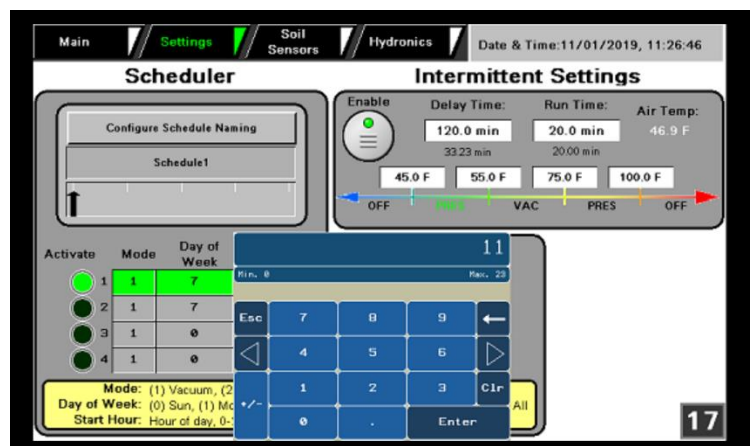 Main
Settings
Soil
Sensors
Hydronics
Date & Time:11/01/2019, 11:26:46
Scheduler
Configure Schedule Naming
Schedule1
Intermittent Settings
Enable
Delay Time:
Run Time:
Air Temp:
120.0 min
20.0 min
46.9 F
33.23 min
20.00 min
45.0 F
55.0 F
75.0 F
100.0 F
OFF
PRES
VAC
PRES
OFF
Activate
Mode
Day of
Week
1 1 7
2 1 7
3 1 0
4 1 0
11
Min. 0
Max. 23
Esc 7 8 9
4 5 6
+/- 1 2 3 Clr
0 . Enter
Mode: (1) Vacuum, (2
Day of Week: (0) Sun, (1) Mo
All
Start Hour: Hour of day, 0-
17